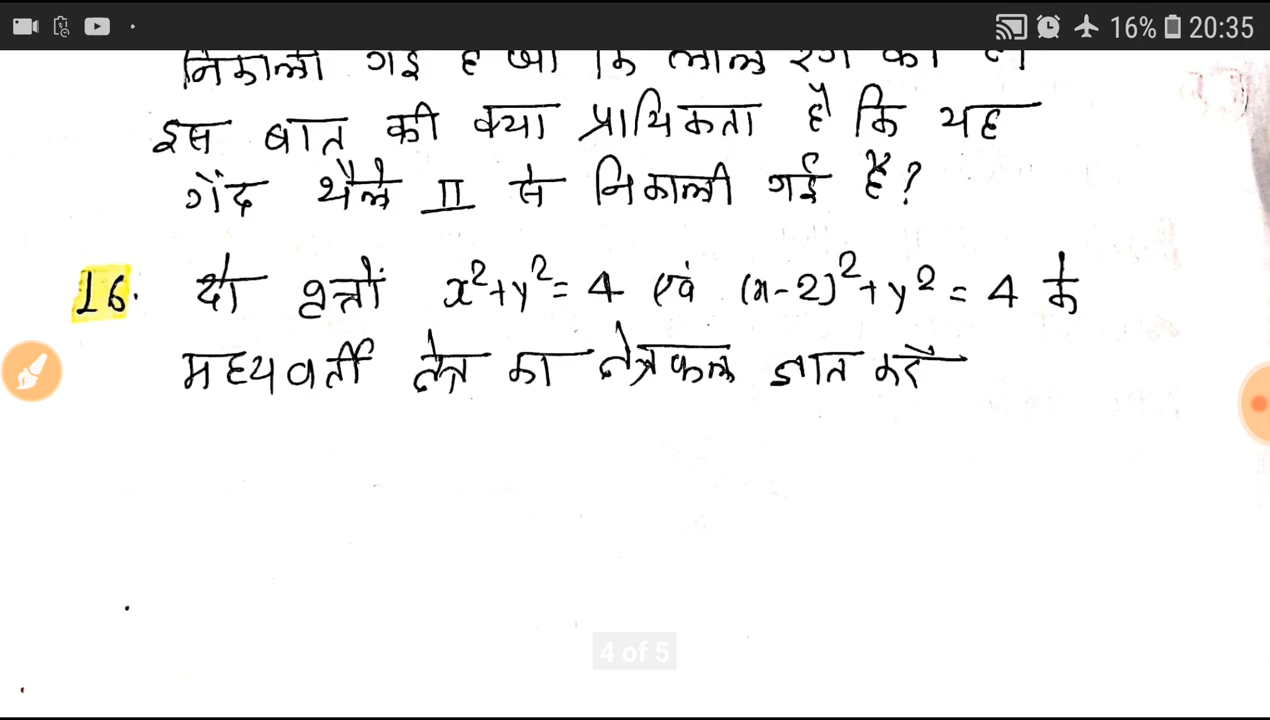 16% 20:35
निकाली गई है जो कि लाल रंग की है
इस बात की क्या प्रायिकता है कि यह
गेंद थैले II से निकाली गई है?
16. दो वृत्तों x²+y²= 4 एवं (x-2)²+y² = 4 के
मध्यवर्ती क्षेत्र का क्षेत्रफल ज्ञात करें
4 of 5